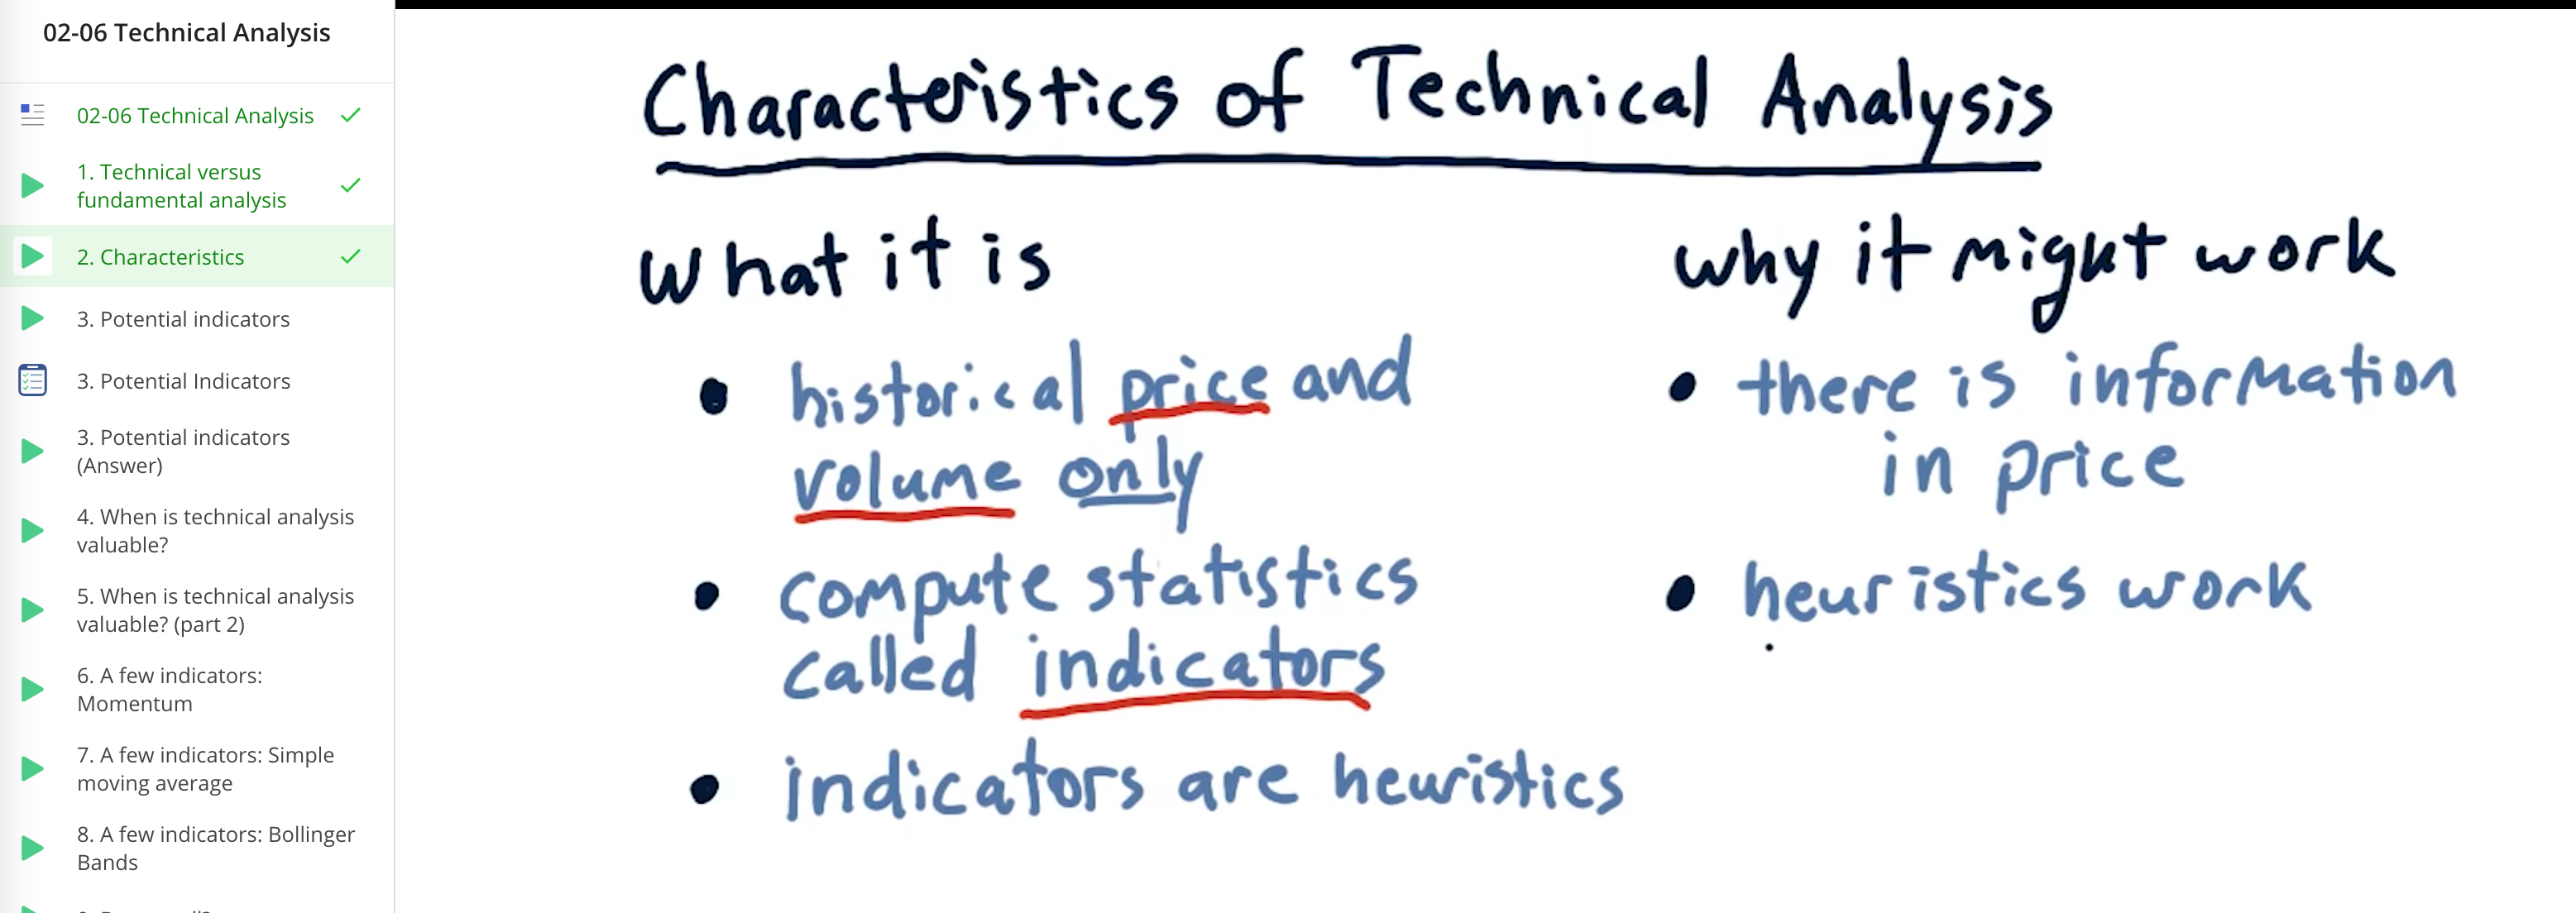 02-06 Technical Analysis
02-06 Technical Analysis
1. Technical versus
fundamental analysis
2. Characteristics
3. Potential indicators
3. Potential Indicators
3. Potential indicators
(Answer)
4. When is technical analysis
valuable?
5. When is technical analysis
valuable? (part 2)
6. A few indicators:
Momentum
7. A few indicators: Simple
moving average
8. A few indicators: Bollinger
Bands
Characteristics of Technical Analysis
what it is
historical price and
volume only
compute statistics
called indicators
indicators are heuristics
why it might work
there is information
in price
heuristics work